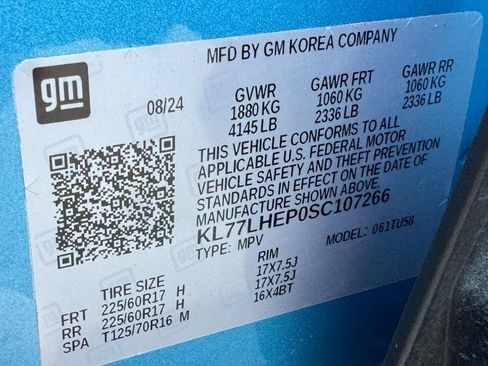 MFD BY GM KOREA COMPANY
gm
08/24
GVWR
1880 KG
4145 LB
GAWR FRT
1060 KG
2336 LB
GAWR RR
1060 KG
2336 LB
THIS VEHICLE CONFORMS TO ALL
APPLICABLE U.S. FEDERAL MOTOR
VEHICLE SAFETY AND THEFT PREVENTION
STANDARDS IN EFFECT ON THE DATE OF
MANUFACTURE SHOWN ABOVE.
KL77LHEP0SC107266
TYPE: MPV MODEL: 061TU58
TIRE SIZE RIM
FRT 225/60R17 H 17X7.5J
RR 225/60R17 H 17X7.5J
SPA T125/70R16 M 16X4BT